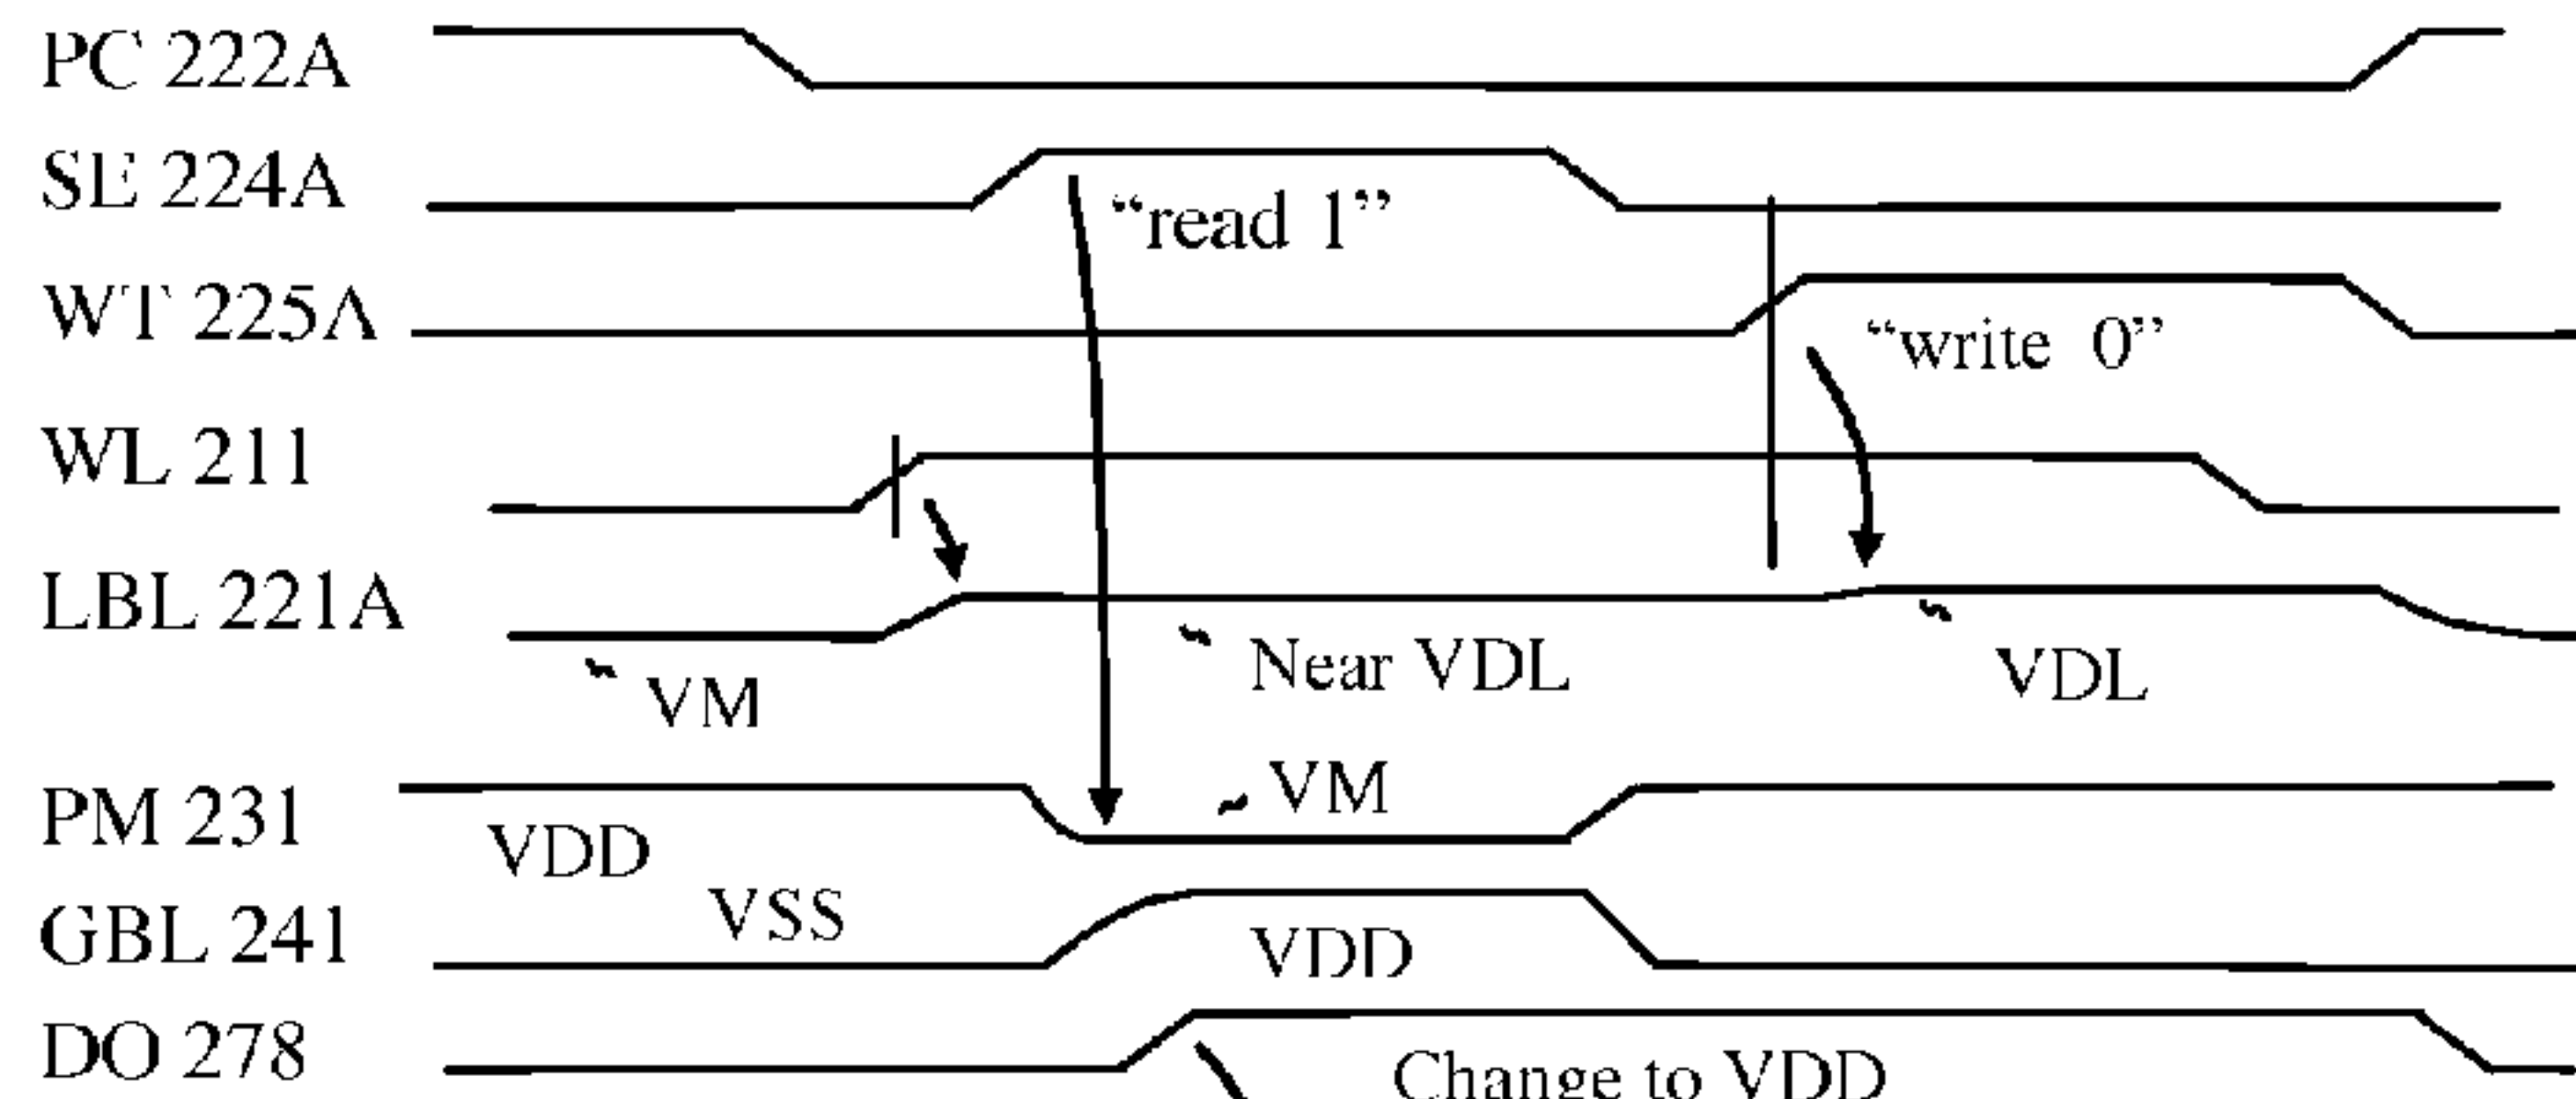 PC 222A
SE 224A
"read 1"
WT 225A
"write 0"
WL 211
LBL 221A
VM
Near VDL
VDL
PM 231
VM
VDD
GBL 241
VSS
VDD
DO 278
Change to VDD